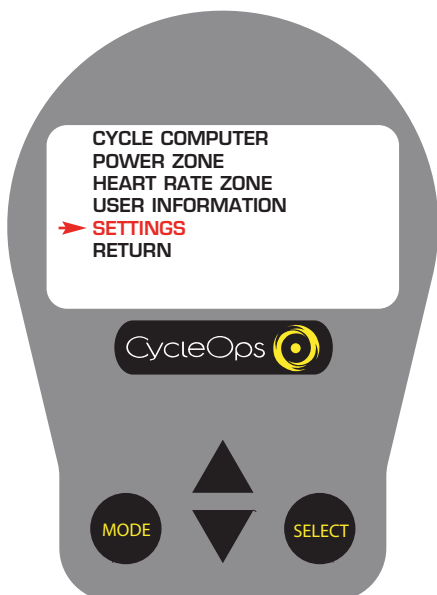 CYCLE COMPUTER
POWER ZONE
HEART RATE ZONE
USER INFORMATION
SETTINGS
RETURN
CycleOps
MODE
SELECT